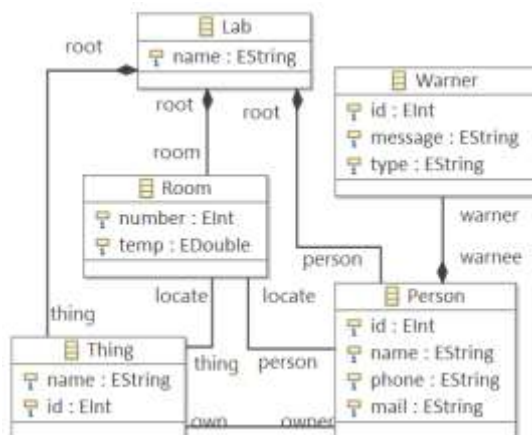 Lab
name : EString
root
root
root
room
Warner
id : EInt
message : EString
type : EString
warner
warnee
Room
number : EInt
temp : EDouble
person
locate
locate
thing
thing
person
Thing
name : EString
id : EInt
Person
id : EInt
name : EString
phone : EString
mail : EString
own
owner